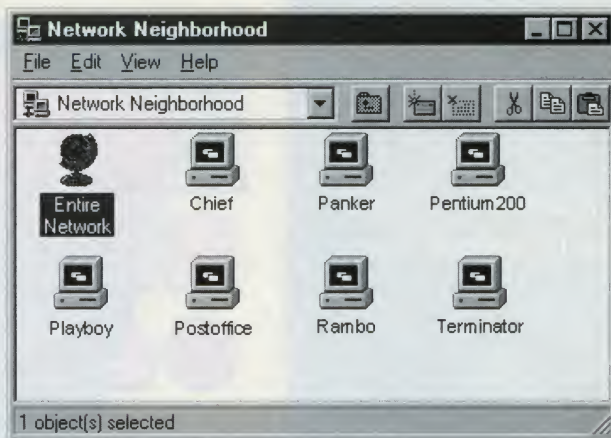 Network Neighborhood
File Edit View Help
Network Neighborhood
Entire Network
Chief
Panker
Pentium200
Playboy
Postoffice
Rambo
Terminator
1 object(s) selected